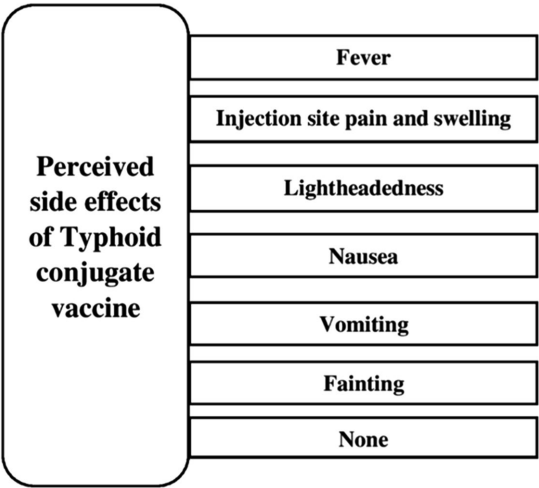 Perceived
side effects
of Typhoid
conjugate
vaccine
Fever
Injection site pain and swelling
Lightheadedness
Nausea
Vomiting
Fainting
None